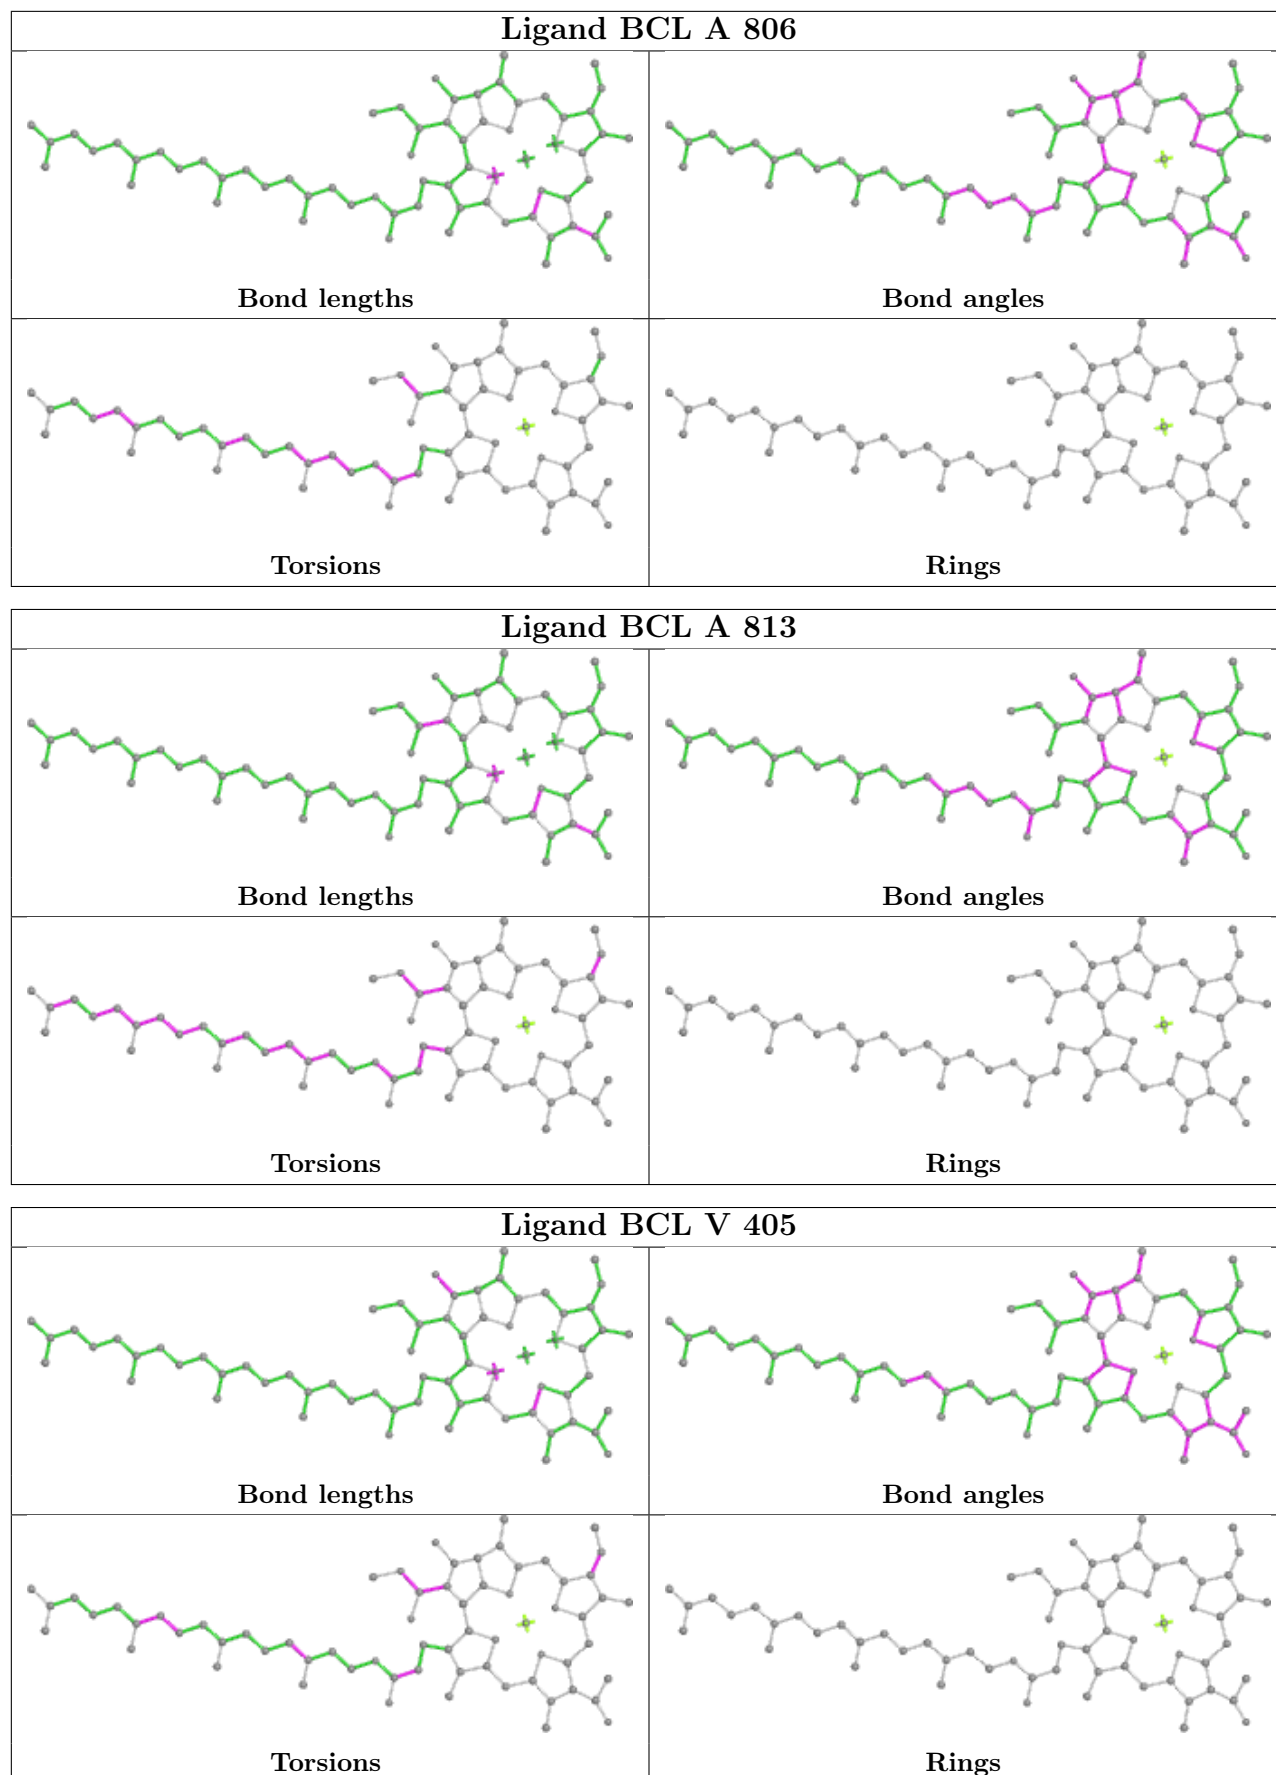 Ligand BCL A 806
Bond lengths
Bond angles
Torsions
Rings
Ligand BCL A 813
Bond lengths
Bond angles
Torsions
Rings
Ligand BCL V 405
Bond lengths
Bond angles
Torsions
Rings